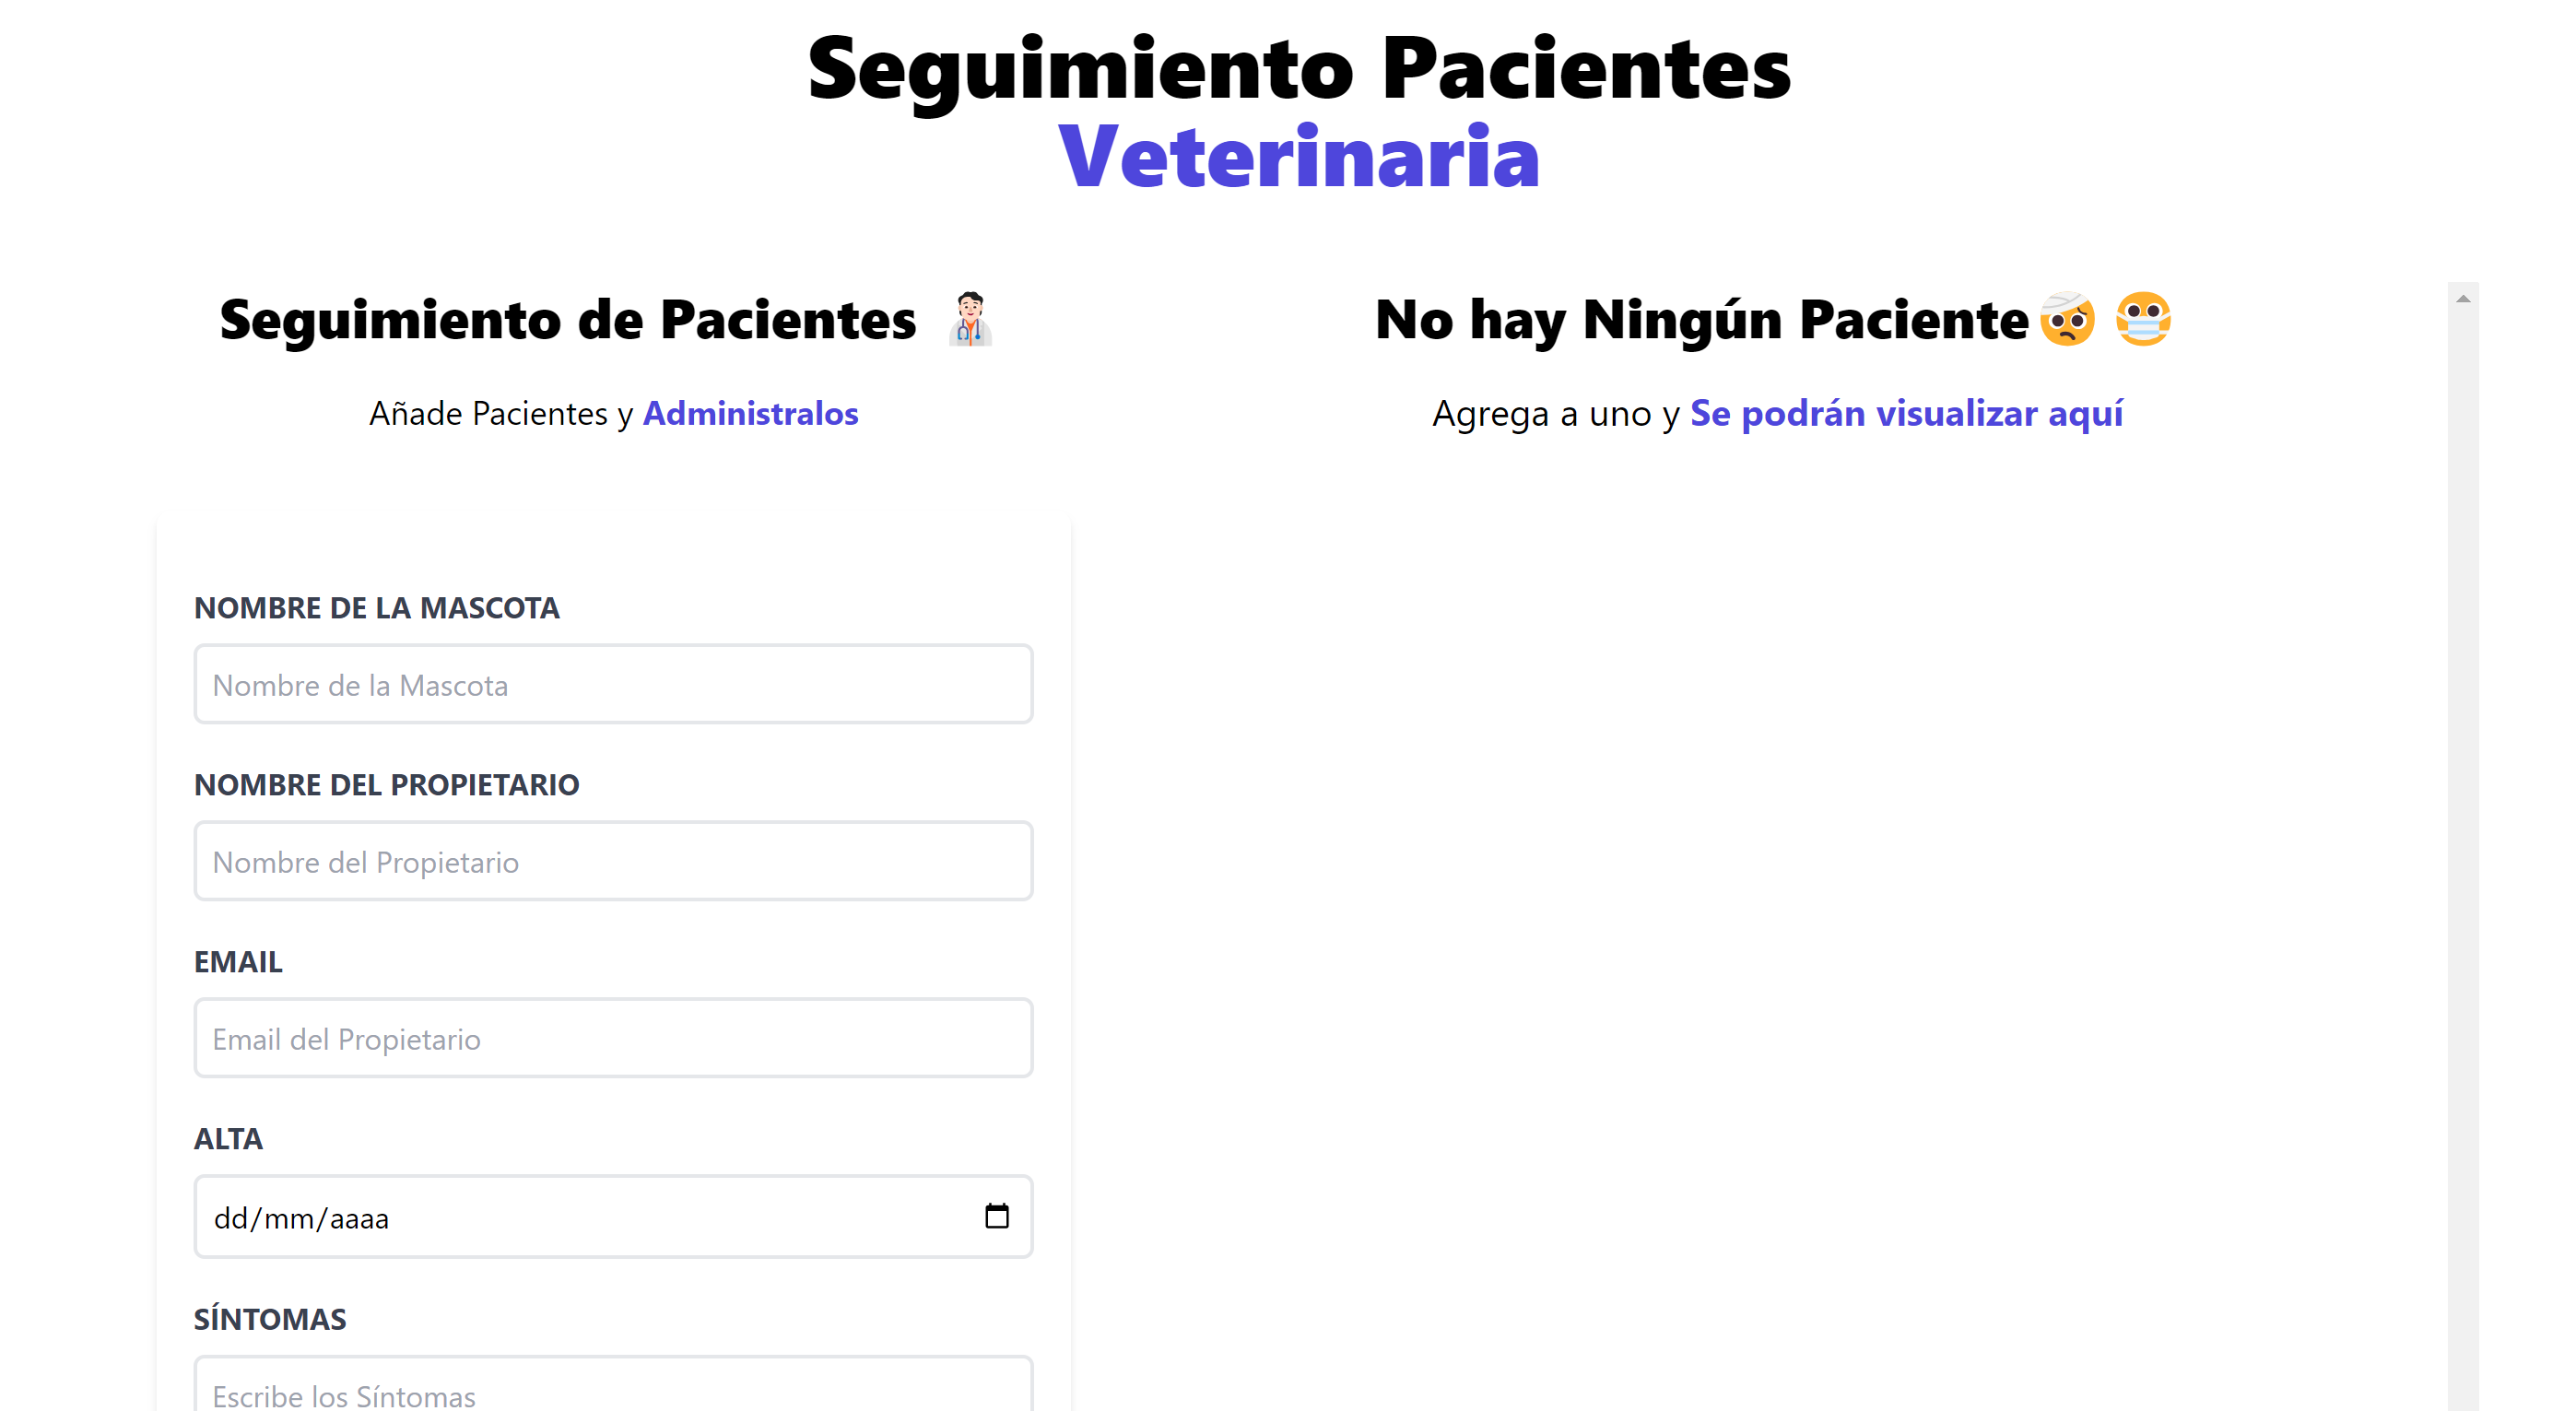 Seguimiento Pacientes
Veterinaria
Seguimiento de Pacientes 👨🏻‍⚕️
Añade Pacientes y Administralos
NOMBRE DE LA MASCOTA
Nombre de la Mascota
NOMBRE DEL PROPIETARIO
Nombre del Propietario
EMAIL
Email del Propietario
ALTA
dd/mm/aaaa
SÍNTOMAS
Escribe los Síntomas
No hay Ningún Paciente🤕 😷
Agrega a uno y Se podrán visualizar aquí